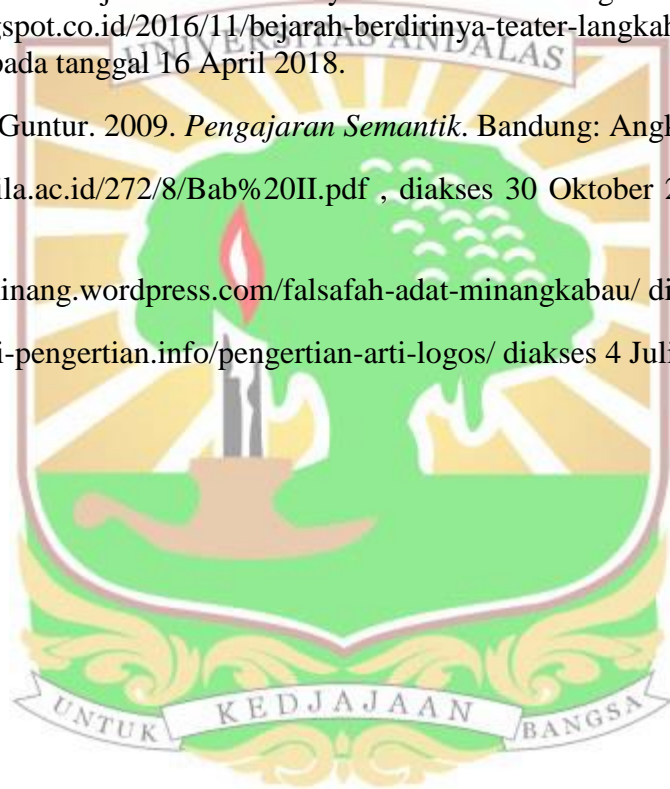 gspot.co.id/2016/11/bejarah-berdirinya-teater-langkah
UNIVERSITAS ANDALAS
pada tanggal 16 April 2018.
Guntur. 2009. Pengajaran Semantik. Bandung: Angk
ila.ac.id/272/8/Bab%20II.pdf , diakses 30 Oktober 2
inang.wordpress.com/falsafah-adat-minangkabau/ di
i-pengertian.info/pengertian-arti-logos/ diakses 4 Juli
UNTUK KEDJAJAAN BANGSA